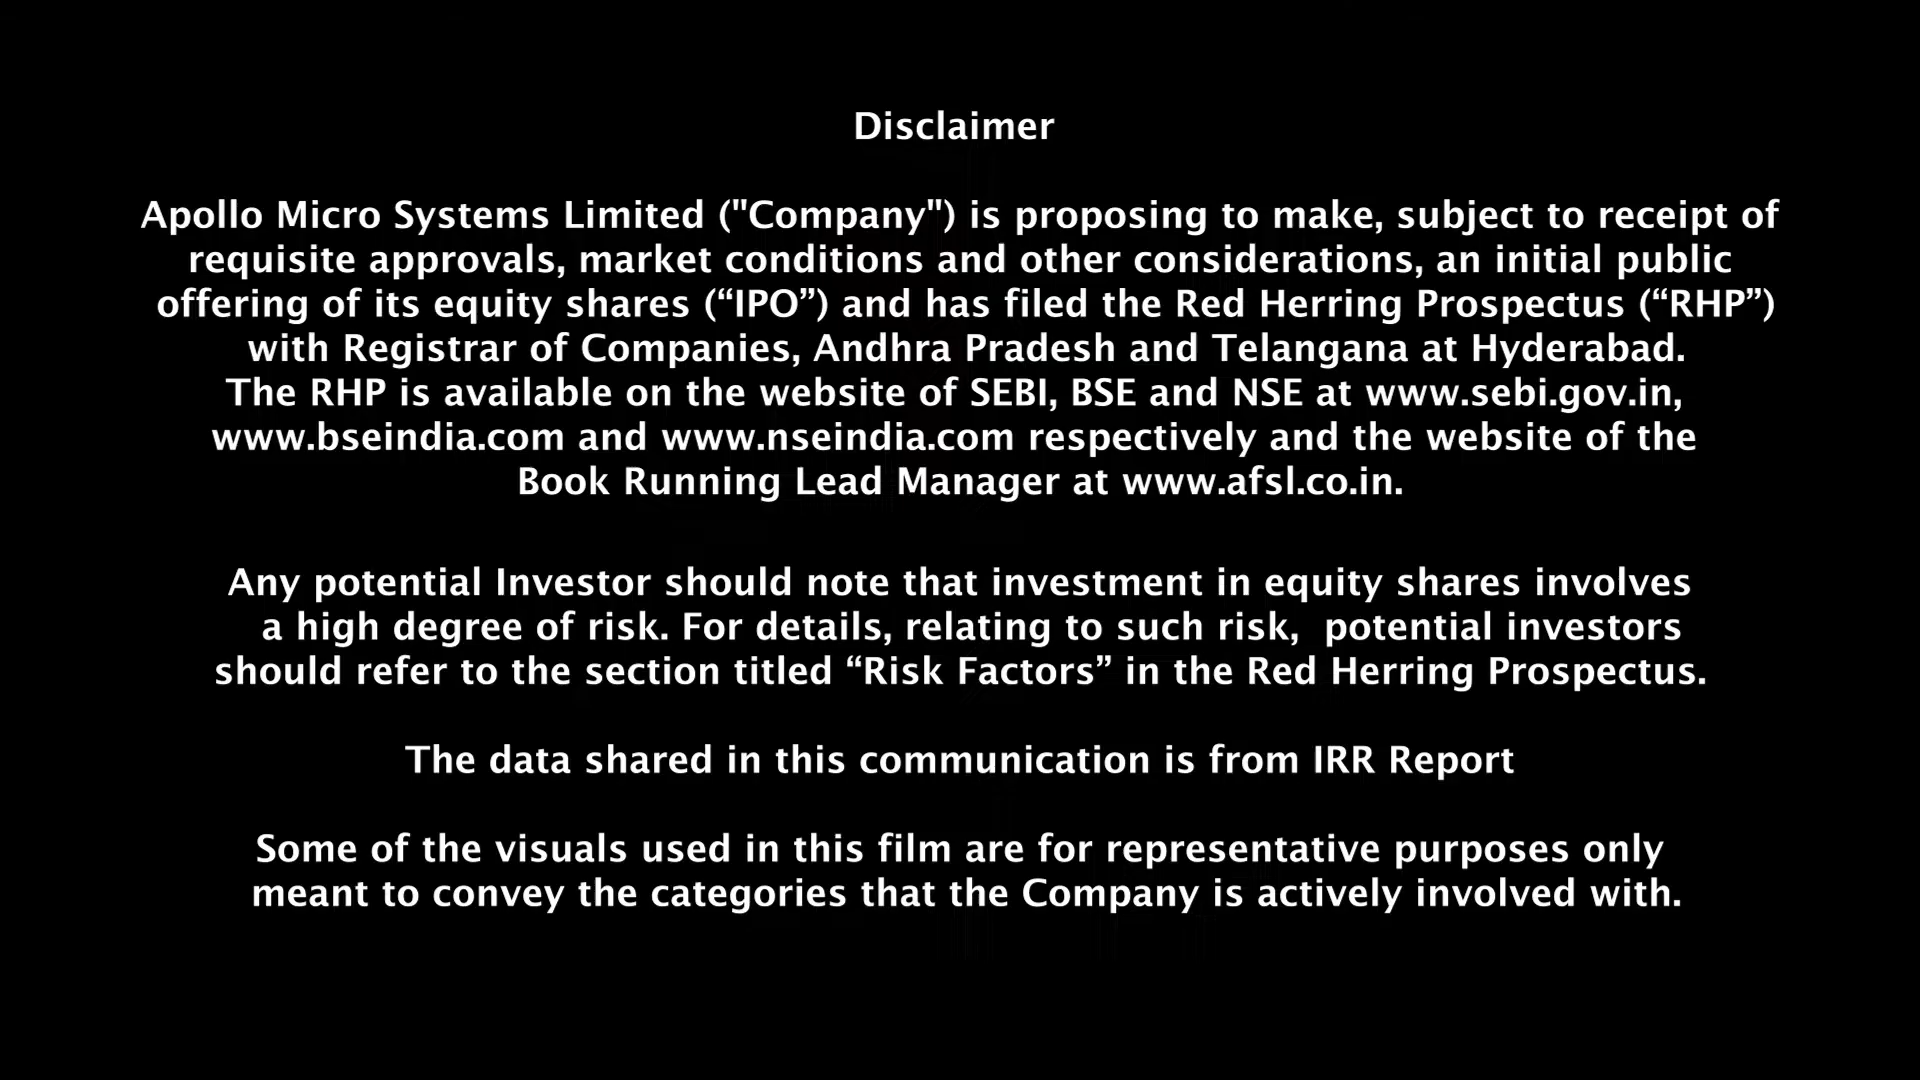 Disclaimer
Apollo Micro Systems Limited ("Company") is proposing to make, subject to receipt of
requisite approvals, market conditions and other considerations, an initial public
offering of its equity shares (“IPO”) and has filed the Red Herring Prospectus (“RHP”)
with Registrar of Companies, Andhra Pradesh and Telangana at Hyderabad.
The RHP is available on the website of SEBI, BSE and NSE at www.sebi.gov.in,
www.bseindia.com and www.nseindia.com respectively and the website of the
Book Running Lead Manager at www.afsl.co.in.
Any potential Investor should note that investment in equity shares involves
a high degree of risk. For details, relating to such risk,  potential investors
should refer to the section titled “Risk Factors” in the Red Herring Prospectus.
The data shared in this communication is from IRR Report
Some of the visuals used in this film are for representative purposes only
meant to convey the categories that the Company is actively involved with.